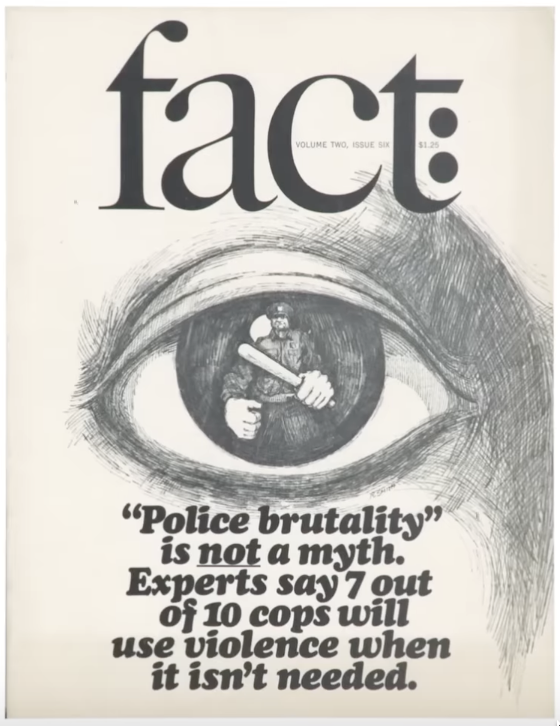 fact:
VOLUME TWO, ISSUE SIX $1.25
“Police brutality”
is not a myth.
Experts say 7 out
of 10 cops will
use violence when
it isn't needed.